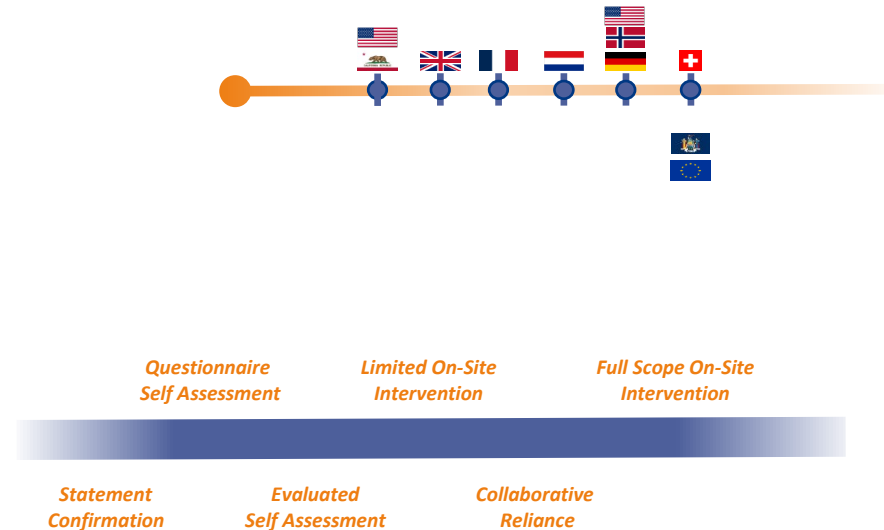 Questionnaire
Self Assessment
Limited On-Site
Intervention
Full Scope On-Site
Intervention
Statement
Confirmation
Evaluated
Self Assessment
Collaborative
Reliance